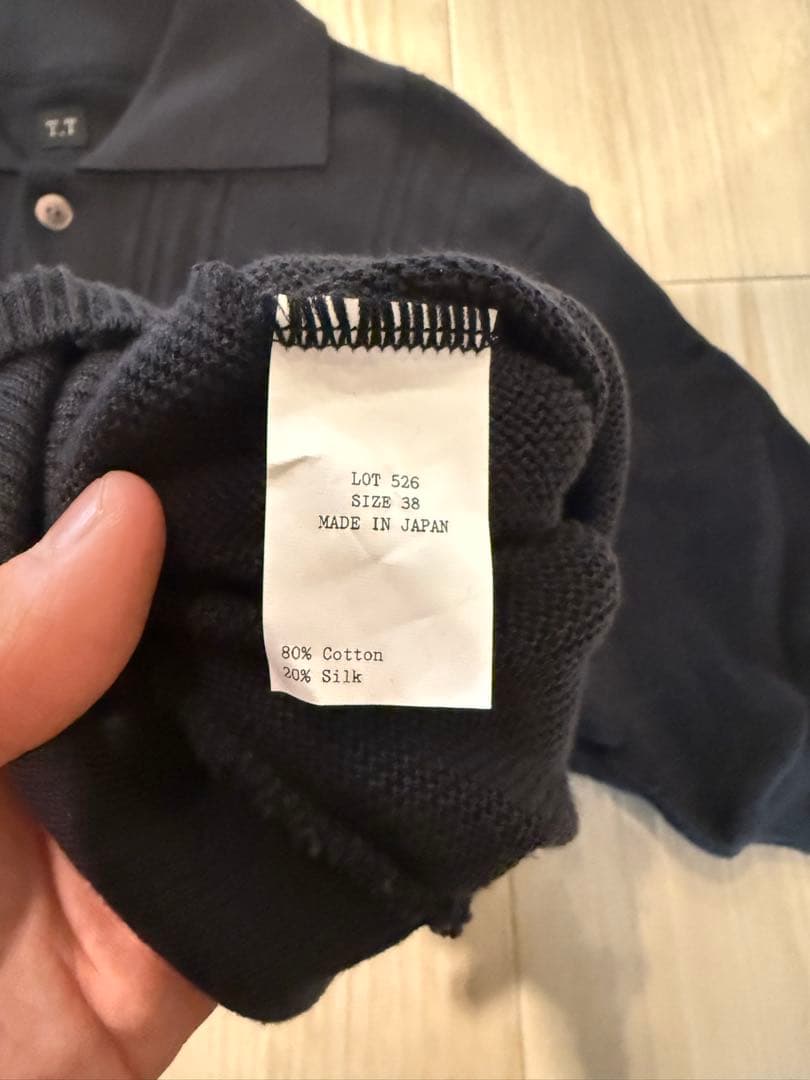 T.T
LOT 526
SIZE 38
MADE IN JAPAN
80% Cotton
20% Silk